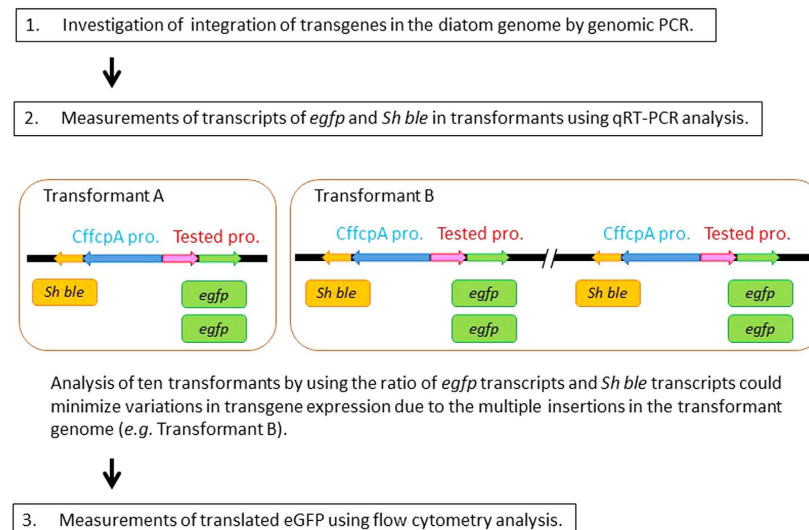 1. Investigation of integration of transgenes in the diatom genome by genomic PCR.
2. Measurements of transcripts of egfp and Sh ble in transformants using qRT-PCR analysis.
Transformant A
CffcpA pro. Tested pro.
Sh ble egfp
egfp
Transformant B
CffcpA pro. Tested pro. CffcpA pro. Tested pro.
//
Sh ble egfp Sh ble egfp
egfp egfp
Analysis of ten transformants by using the ratio of egfp transcripts and Sh ble transcripts could
minimize variations in transgene expression due to the multiple insertions in the transformant
genome (e.g. Transformant B).
3. Measurements of translated eGFP using flow cytometry analysis.